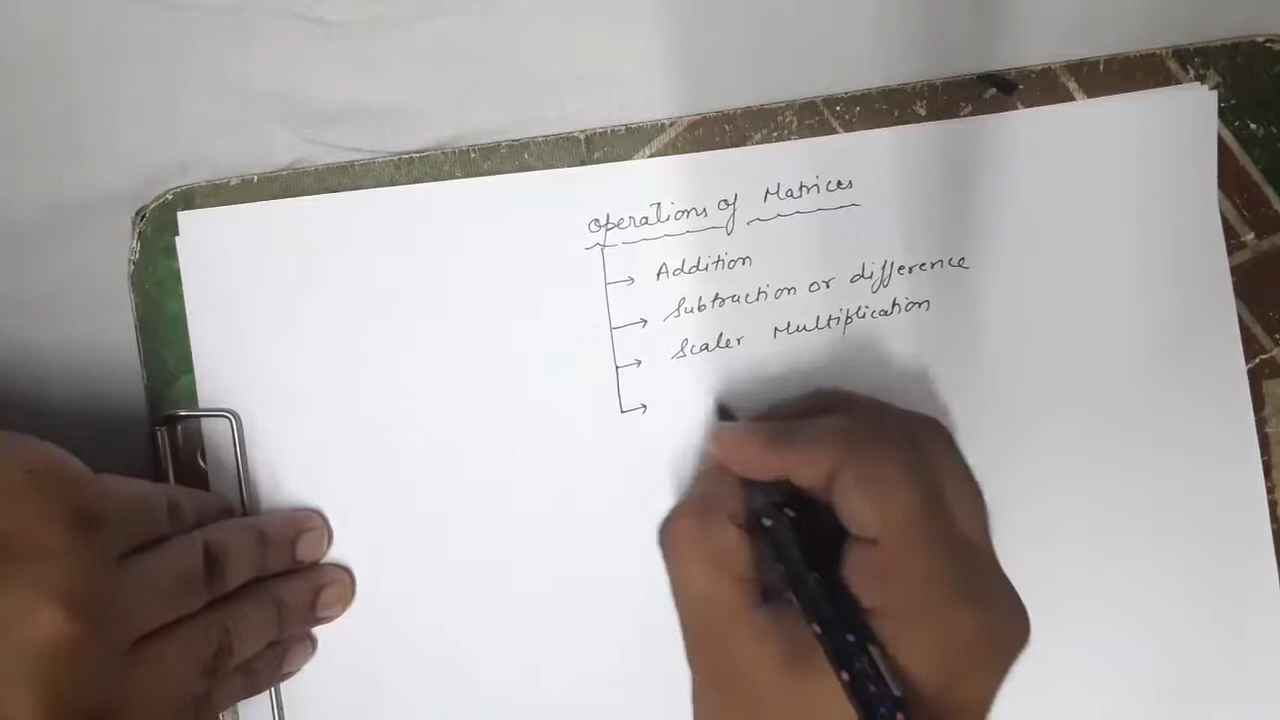 Operations of Matrices
Addition
Subtraction or difference
Scaler Multiplication